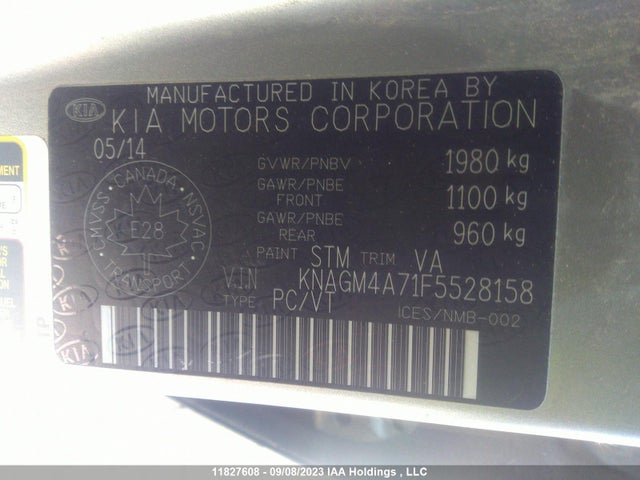 MANUFACTURED IN KOREA BY
KIA KIA MOTORS CORPORATION
05/14
GVWR/PNBV 1980 kg
GAWR/PNBE FRONT 1100 kg
GAWR/PNBE REAR 960 kg
CANADA
CMVSS NSVAC
E28
TRANSPORT
PAINT STM TRIM VA
VIN KNAGM4A71F5528158
TYPE PC/VT
ICES/NMB-002
KIA
11827608 - 09/08/2023 IAA Holdings , LLC